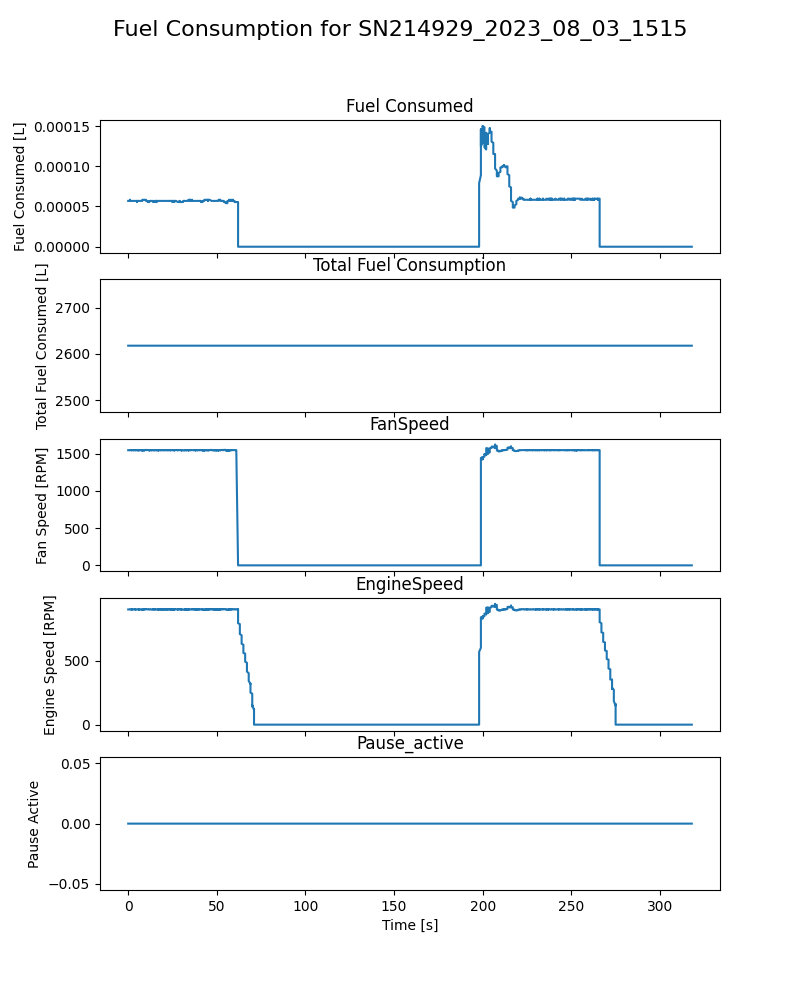 Fuel Consumption for SN214929_2023_08_03_1515
Fuel Consumed
Fuel Consumed [L]
0.00015
0.00010
0.00005
0.00000
Total Fuel Consumption
Total Fuel Consumed [L]
2700
2600
2500
FanSpeed
Fan Speed [RPM]
1500
1000
500
0
EngineSpeed
Engine Speed [RPM]
500
0
Pause_active
Pause Active
0.05
0.00
−0.05
0 50 100 150 200 250 300
Time [s]